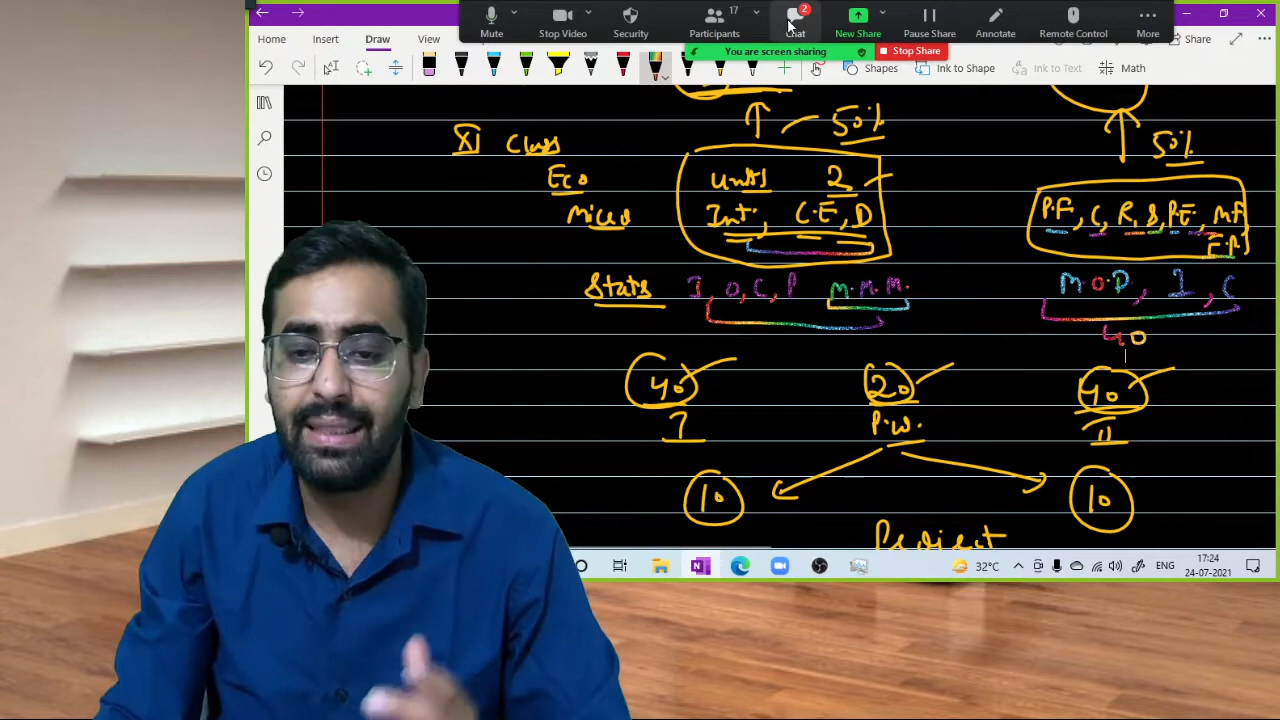 2
17
Mute
Stop Video
Security
Participants
Chat
New Share
Pause Share
Annotate
Remote Control
More
You are screen sharing
Stop Share
Home
Insert
Draw
View
Share
Shapes
Ink to Shape
Ink to Text
Math
50%
XI Class
50%
Eco
Units 2
Micro
Int., C.E, D
P.F, C, R, S, P.E, M.F
Stats
I, O, C, P M.M.M.
M.O.D, I, C
40
40
20
40
I
P.W.
II
10
10
Project
32°C
ENG
17:24
24-07-2021